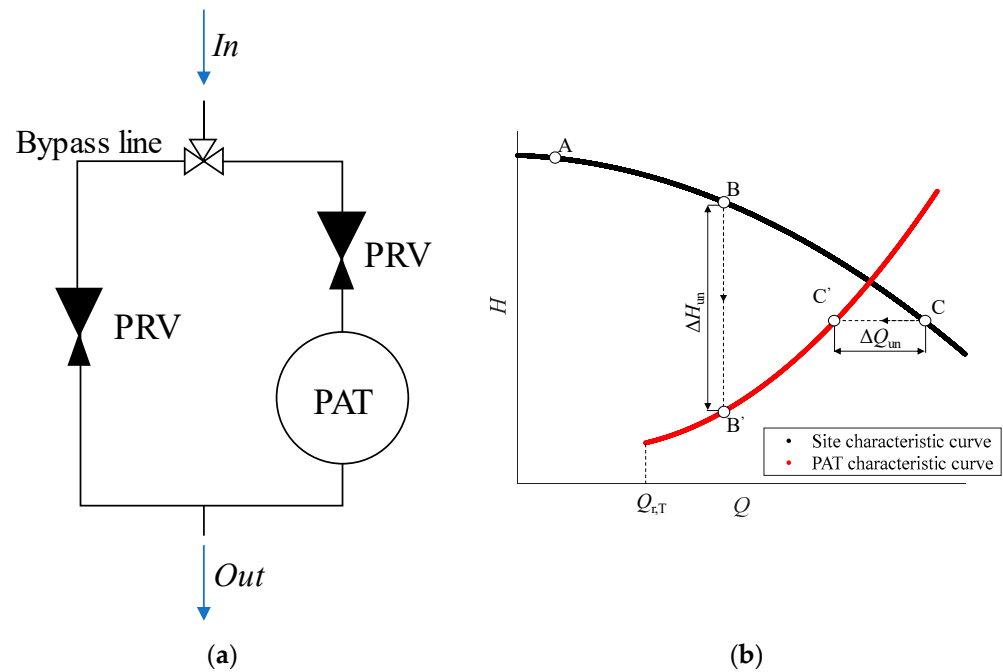 In
Bypass line
PRV
PRV
PAT
Out
(a)
A
B
C
C’
B’
H
ΔHun
ΔQun
Qr,T
Q
Site characteristic curve
PAT characteristic curve
(b)